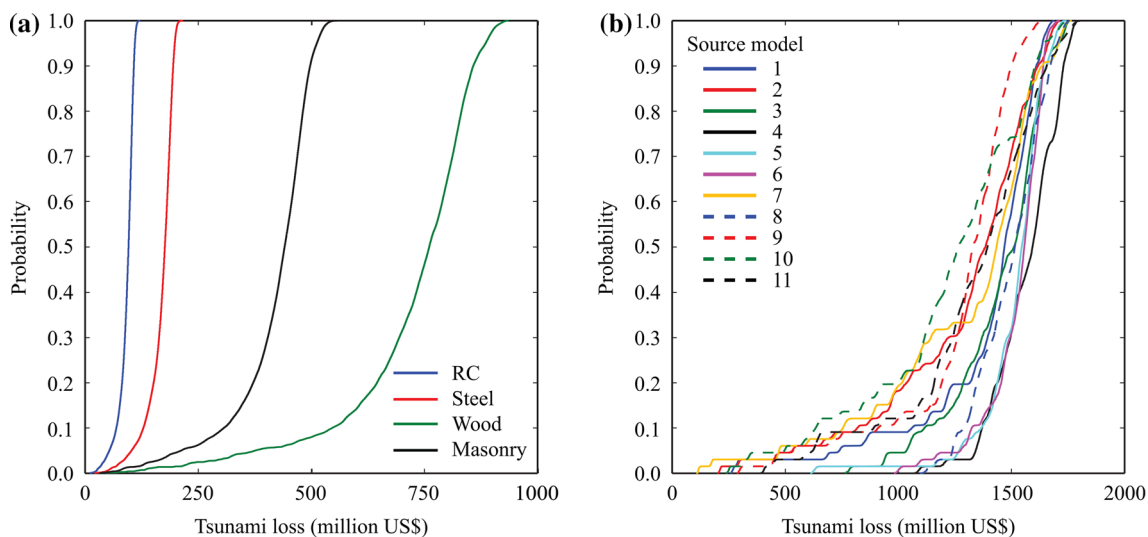 (a)
1.0
0.9
0.8
0.7
0.6
0.5
0.4
0.3
0.2
0.1
0.0
Probability
RC
Steel
Wood
Masonry
0 250 500 750 1000
Tsunami loss (million US$)
(b)
1.0
0.9
0.8
0.7
0.6
0.5
0.4
0.3
0.2
0.1
0.0
Probability
Source model
1
2
3
4
5
6
7
8
9
10
11
0 500 1000 1500 2000
Tsunami loss (million US$)